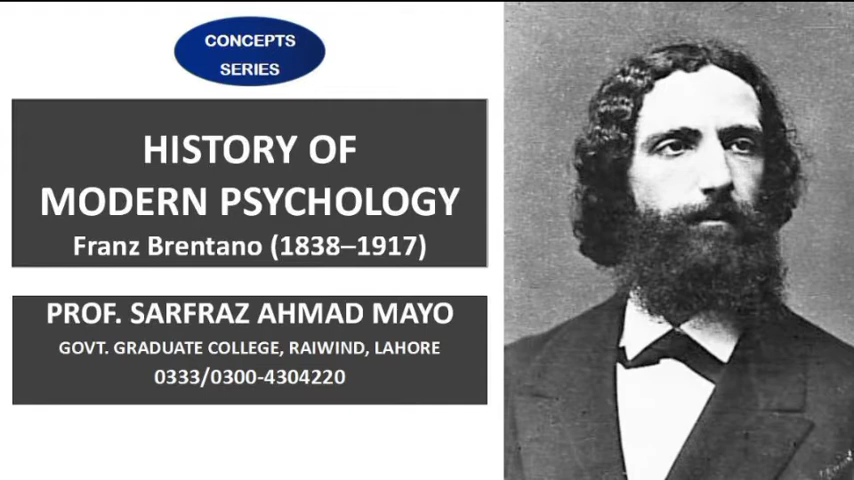 CONCEPTS
SERIES
HISTORY OF
MODERN PSYCHOLOGY
Franz Brentano (1838–1917)
PROF. SARFRAZ AHMAD MAYO
GOVT. GRADUATE COLLEGE, RAIWIND, LAHORE
0333/0300-4304220